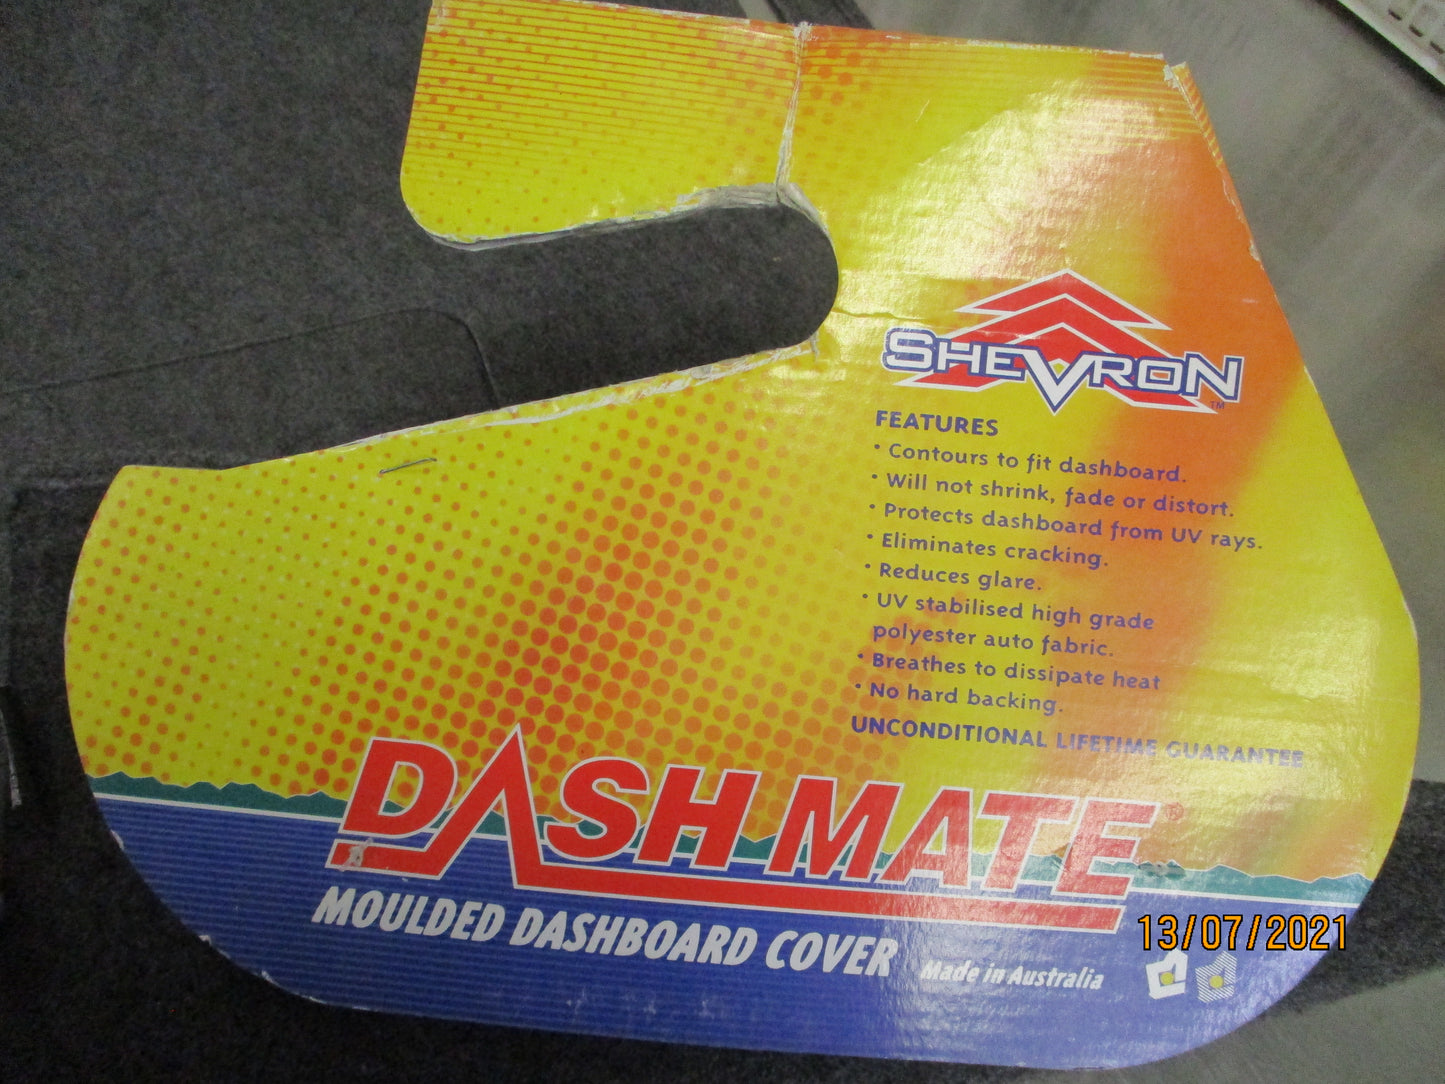 SHEVRON TM
FEATURES
• Contours to fit dashboard.
• Will not shrink, fade or distort.
• Protects dashboard from UV rays.
• Eliminates cracking.
• Reduces glare.
• UV stabilised high grade
polyester auto fabric.
• Breathes to dissipate heat
• No hard backing.
UNCONDITIONAL LIFETIME GUARANTEE
DASHMATE®
MOULDED DASHBOARD COVER
Made in Australia
13/07/2021